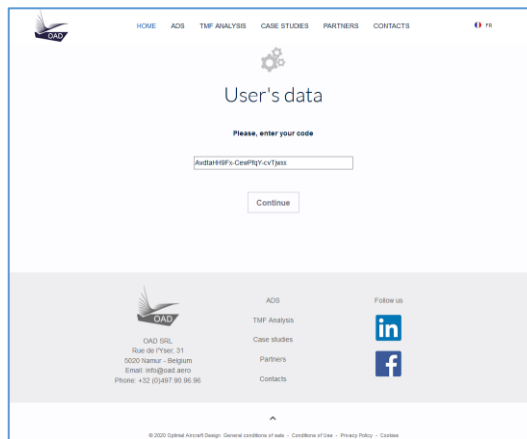 OAD
HOME ADS TMF ANALYSIS CASE STUDIES PARTNERS CONTACTS FR
User's data
Please, enter your code
Continue
OAD
OAD SRL
Rue de l'Yser, 31
5020 Namur - Belgium
Email: info@oad.aero
Phone: +32 (0)497.90.96.96
ADS
TMF Analysis
Case studies
Partners
Contacts
Follow us
in
f
© 2020 Optimal Aircraft Design General conditions of sale - Conditions of Use - Privacy Policy - Cookies